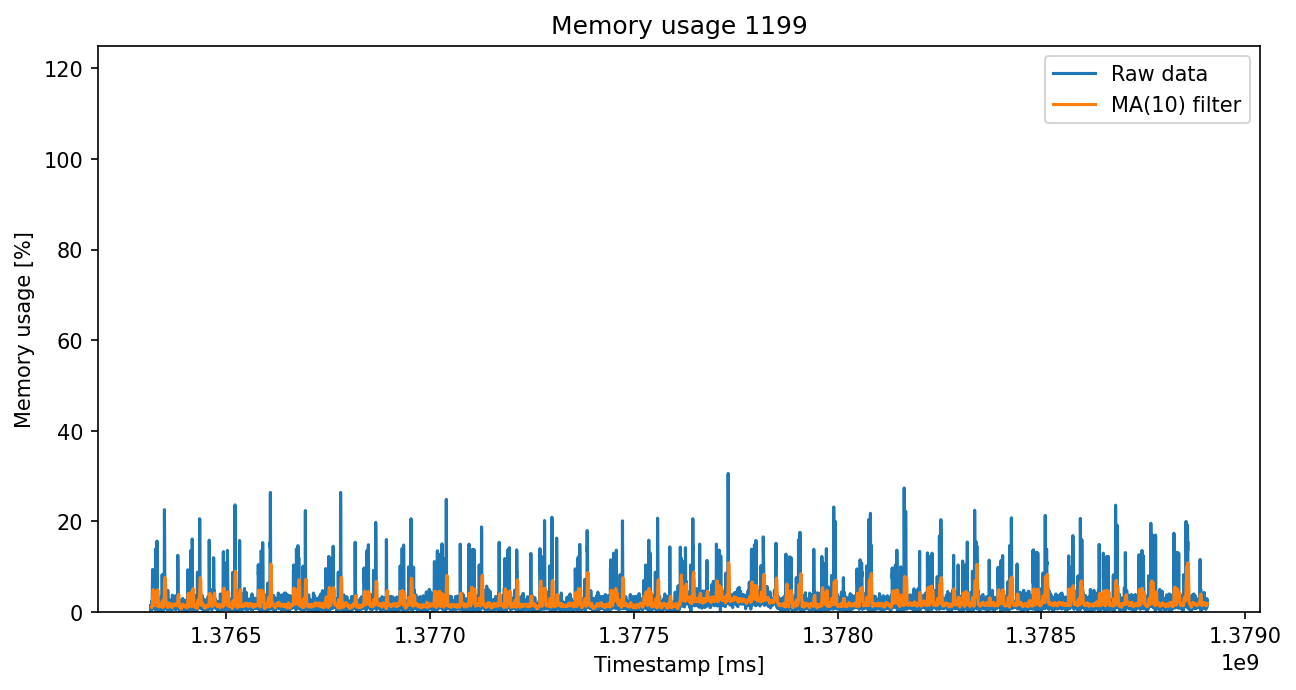 Memory usage 1199
Raw data
MA(10) filter
Memory usage [%]
120
100
80
60
40
20
0
1.3765 1.3770 1.3775 1.3780 1.3785 1.3790
1e9
Timestamp [ms]